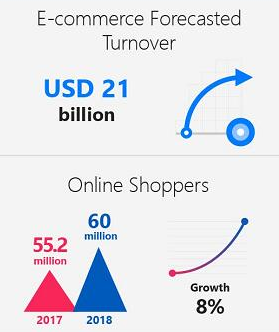 E-commerce Forecasted
Turnover
USD 21
billion
Online Shoppers
55.2
million
60
million
2017
2018
Growth
8%